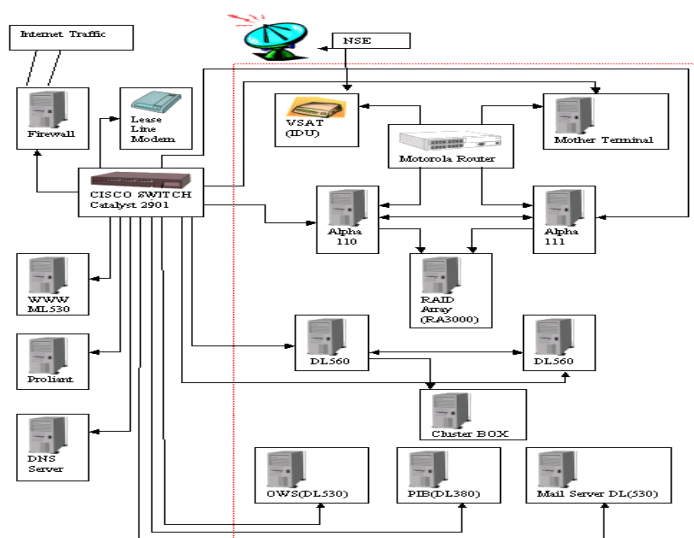 Internet Traffic
NSE
Firewall
Lease
Line
Modem
VSAT
(IDU)
Motorola Router
Mother Terminal
CISCO SWITCH
Catalyst 2901
Alpha
110
Alpha
111
WWW
ML530
RAID
Array
(RA3000)
Proliant
DL560
DL560
Cluster BOX
DNS
Server
OWS(DL530)
PIB(DL380)
Mail Server DL(530)